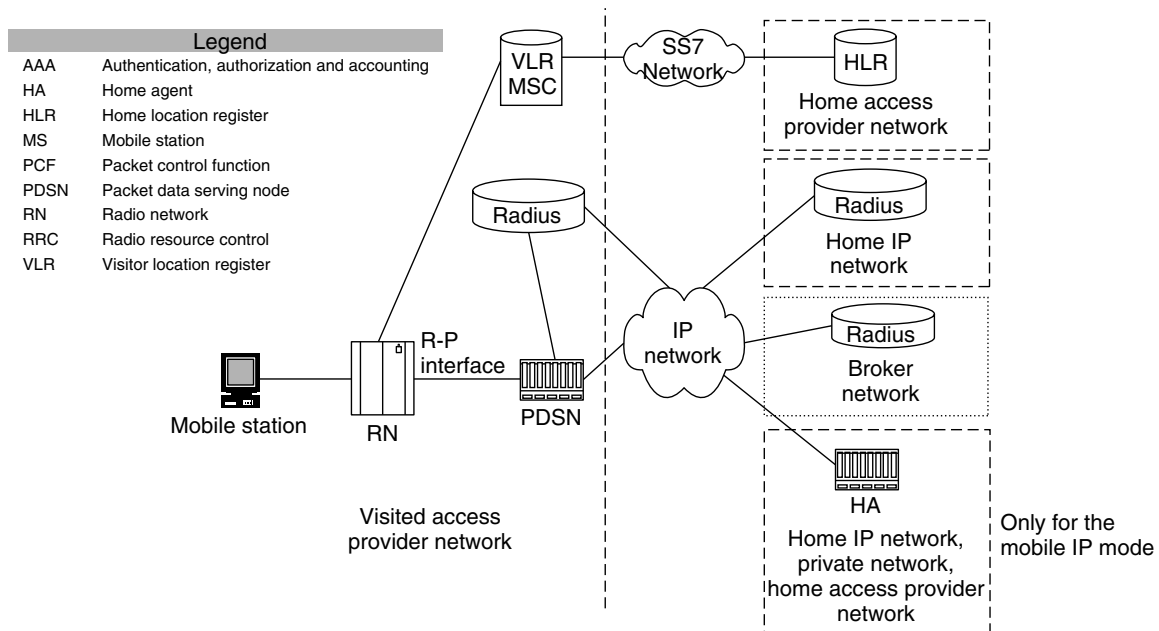 Legend
AAA Authentication, authorization and accounting
HA Home agent
HLR Home location register
MS Mobile station
PCF Packet control function
PDSN Packet data serving node
RN Radio network
RRC Radio resource control
VLR Visitor location register
VLR
MSC
SS7
Network
HLR
Home access
provider network
Radius
Radius
Home IP
network
IP
network
Radius
Broker
network
R-P
interface
Mobile station
RN
PDSN
HA
Visited access
provider network
Home IP network,
private network,
home access provider
network
Only for the
mobile IP mode